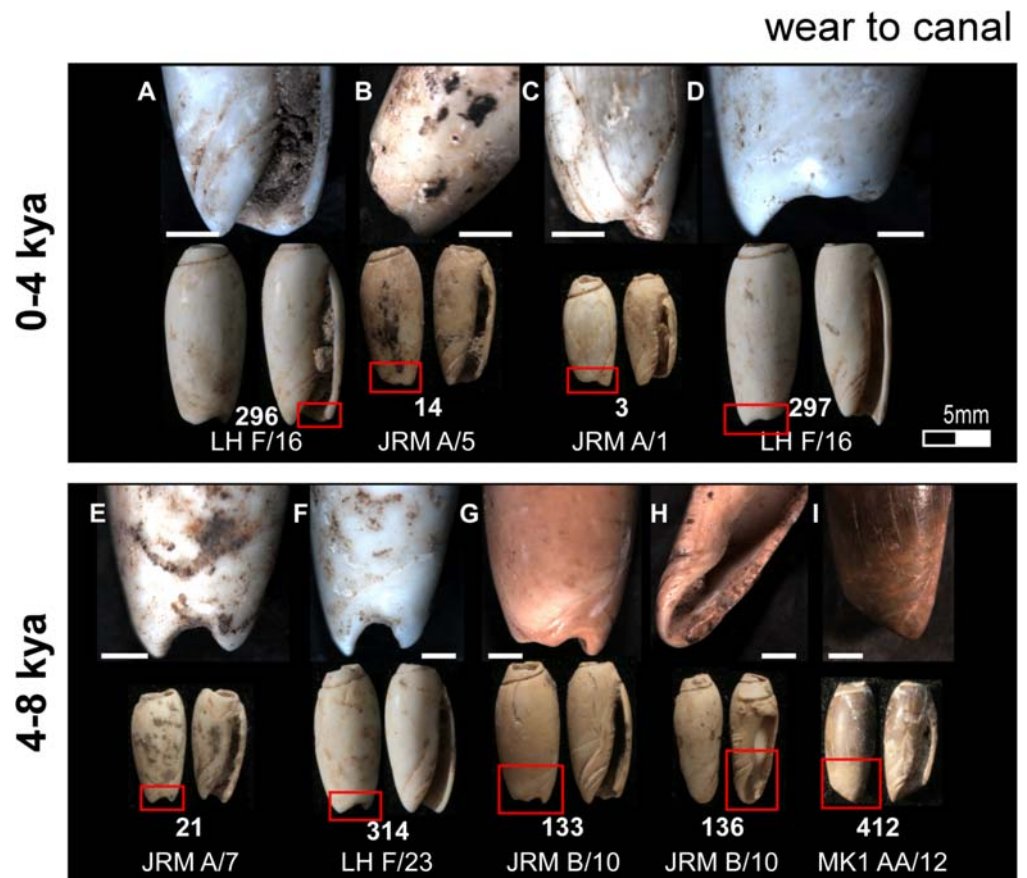 wear to canal
0-4 kya
A B C D
296 14 3 297
LH F/16 JRM A/5 JRM A/1 LH F/16
5mm
4-8 kya
E F G H I
21 314 133 136 412
JRM A/7 LH F/23 JRM B/10 JRM B/10 MK1 AA/12